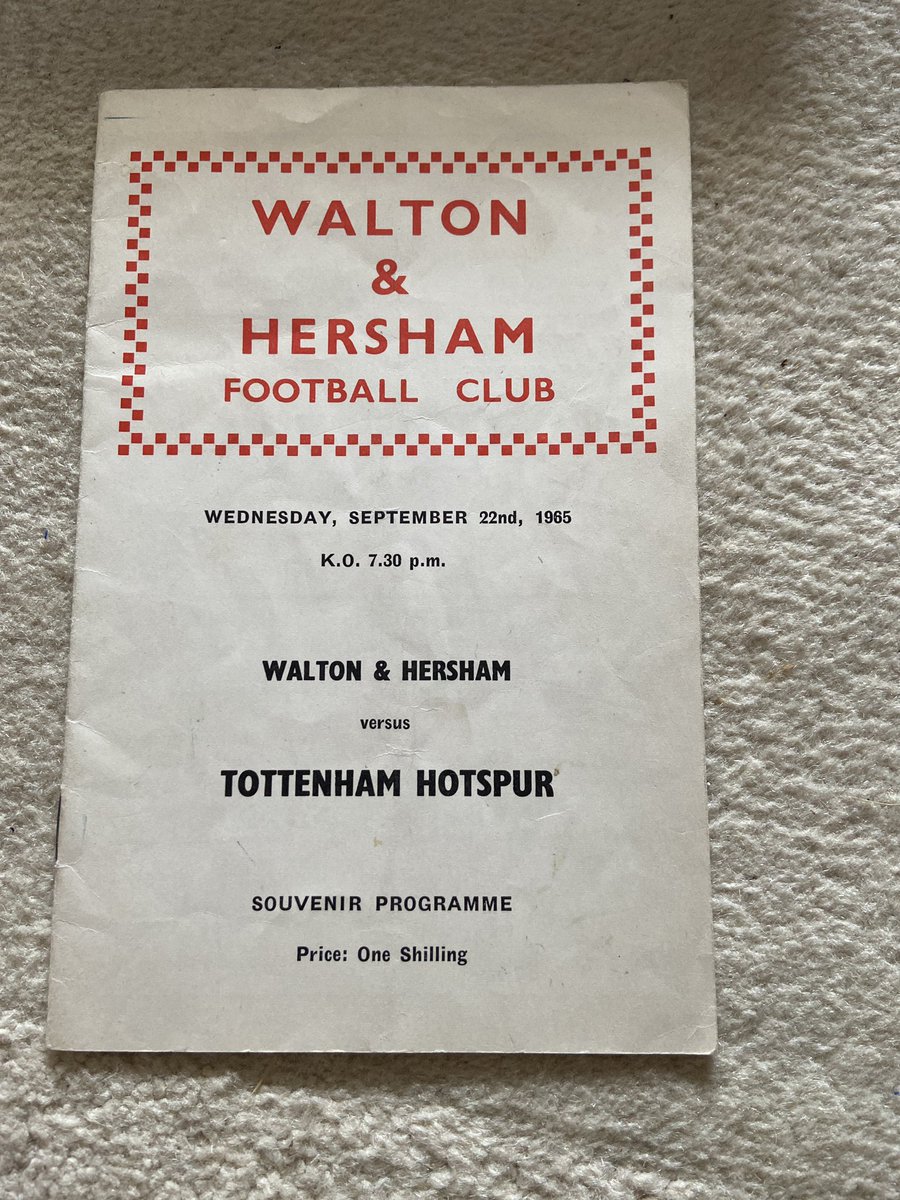 WALTON
&
HERSHAM
FOOTBALL CLUB
WEDNESDAY, SEPTEMBER 22nd, 1965
K.O. 7.30 p.m.
WALTON & HERSHAM
versus
TOTTENHAM HOTSPUR
SOUVENIR PROGRAMME
Price: One Shilling